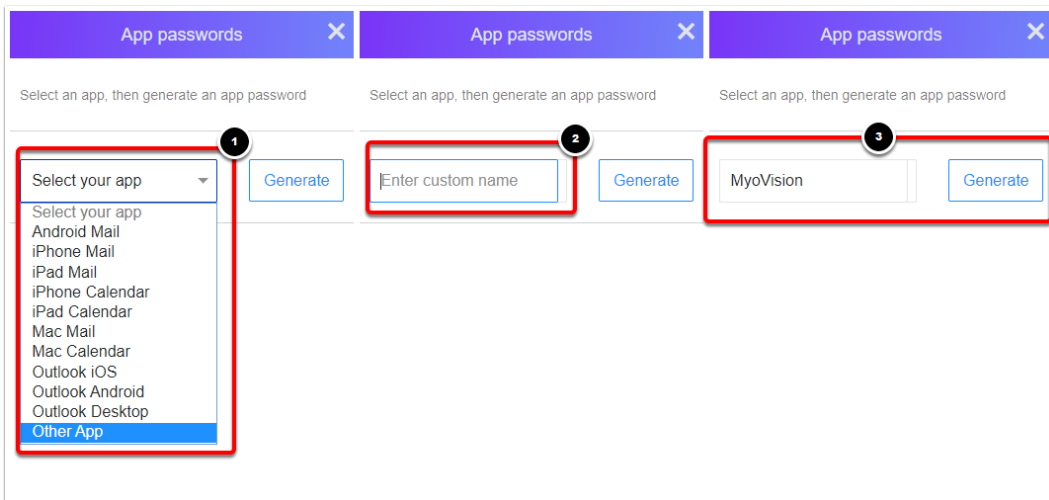 App passwords ×
Select an app, then generate an app password
1
Select your app
Generate
Select your app
Android Mail
iPhone Mail
iPad Mail
iPhone Calendar
iPad Calendar
Mac Mail
Mac Calendar
Outlook iOS
Outlook Android
Outlook Desktop
Other App
App passwords ×
Select an app, then generate an app password
2
Enter custom name
Generate
App passwords ×
Select an app, then generate an app password
3
MyoVision
Generate